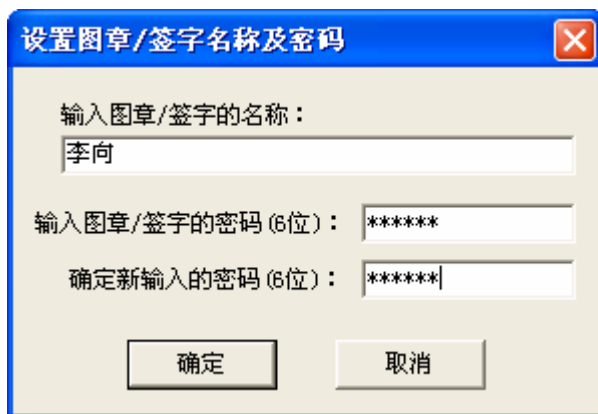 设置图章/签字名称及密码
输入图章/签字的名称：
李向
输入图章/签字的密码(6位)： ******
确定新输入的密码(6位)： ******
确定 取消